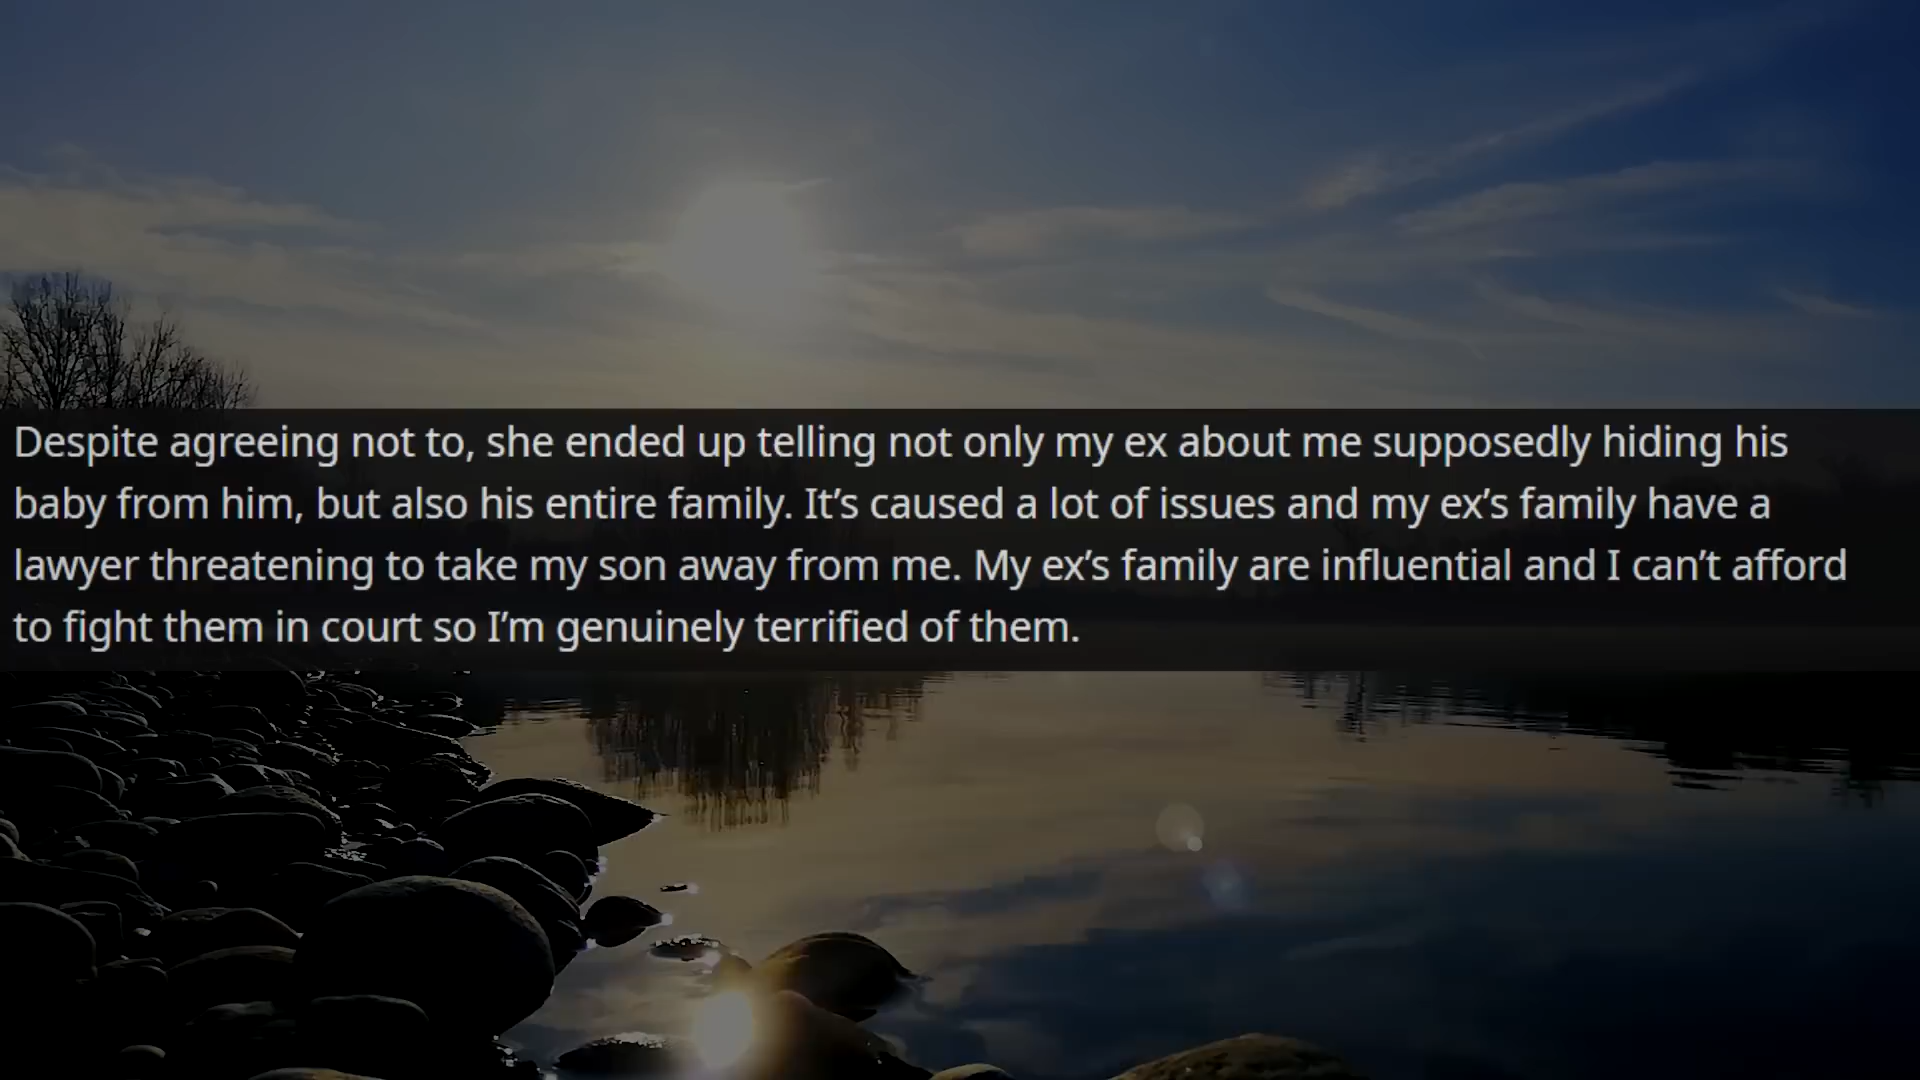 Despite agreeing not to, she ended up telling not only my ex about me supposedly hiding his
baby from him, but also his entire family. It’s caused a lot of issues and my ex’s family have a
lawyer threatening to take my son away from me. My ex’s family are influential and I can’t afford
to fight them in court so I’m genuinely terrified of them.